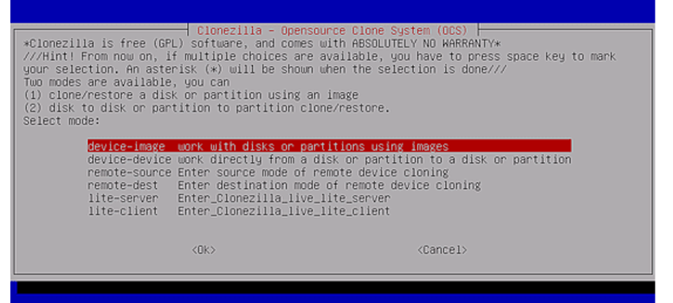 Clonezilla - Opensource Clone System (OCS)
*Clonezilla is free (GPL) software, and comes with ABSOLUTELY NO WARRANTY*
///Hint! From now on, if multiple choices are available, you have to press space key to mark
your selection. An asterisk (*) will be shown when the selection is done///
Two modes are available, you can
(1) clone/restore a disk or partition using an image
(2) disk to disk or partition to partition clone/restore.
Select mode:
device-image work with disks or partitions using images
device-device work directly from a disk or partition to a disk or partition
remote-source Enter source mode of remote device cloning
remote-dest Enter destination mode of remote device cloning
lite-server Enter_Clonezilla_live_lite_server
lite-client Enter_Clonezilla_live_lite_client
<Ok> <Cancel>